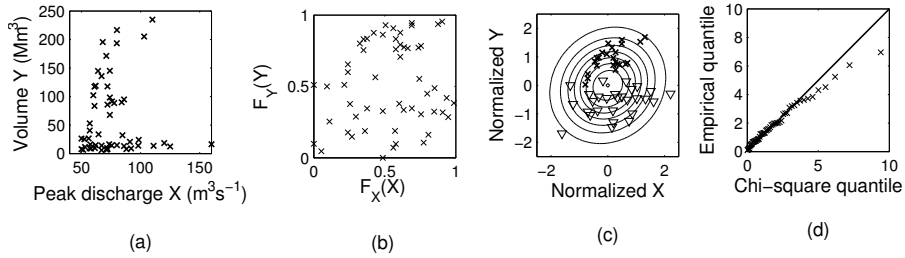 Volume Y (Mm³)
250
200
150
100
50
0
50
100
150
Peak discharge X (m³s⁻¹)
(a)
F_Y(Y)
1
0.5
0
0
0.5
1
F_X(X)
(b)
Normalized Y
2
1
0
−1
−2
−2
0
2
Normalized X
(c)
Empirical quantile
10
8
6
4
2
0
0
5
10
Chi−square quantile
(d)